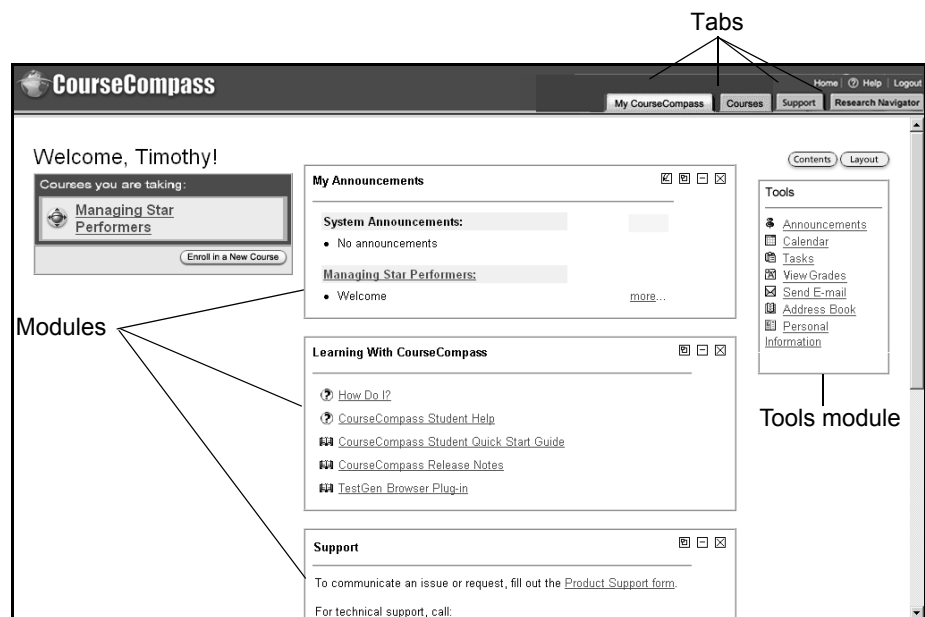 Tabs
CourseCompass
Home | ? Help | Logout
My CourseCompass Courses Support Research Navigator
Welcome, Timothy!
Courses you are taking:
Managing Star
Performers
Enroll in a New Course
My Announcements
System Announcements:
• No announcements
Managing Star Performers:
• Welcome more...
Contents Layout
Tools
Announcements
Calendar
Tasks
View Grades
Send E-mail
Address Book
Personal
Information
Modules
Tools module
Learning With CourseCompass
How Do I?
CourseCompass Student Help
CourseCompass Student Quick Start Guide
CourseCompass Release Notes
TestGen Browser Plug-in
Support
To communicate an issue or request, fill out the Product Support form.
For technical support, call: